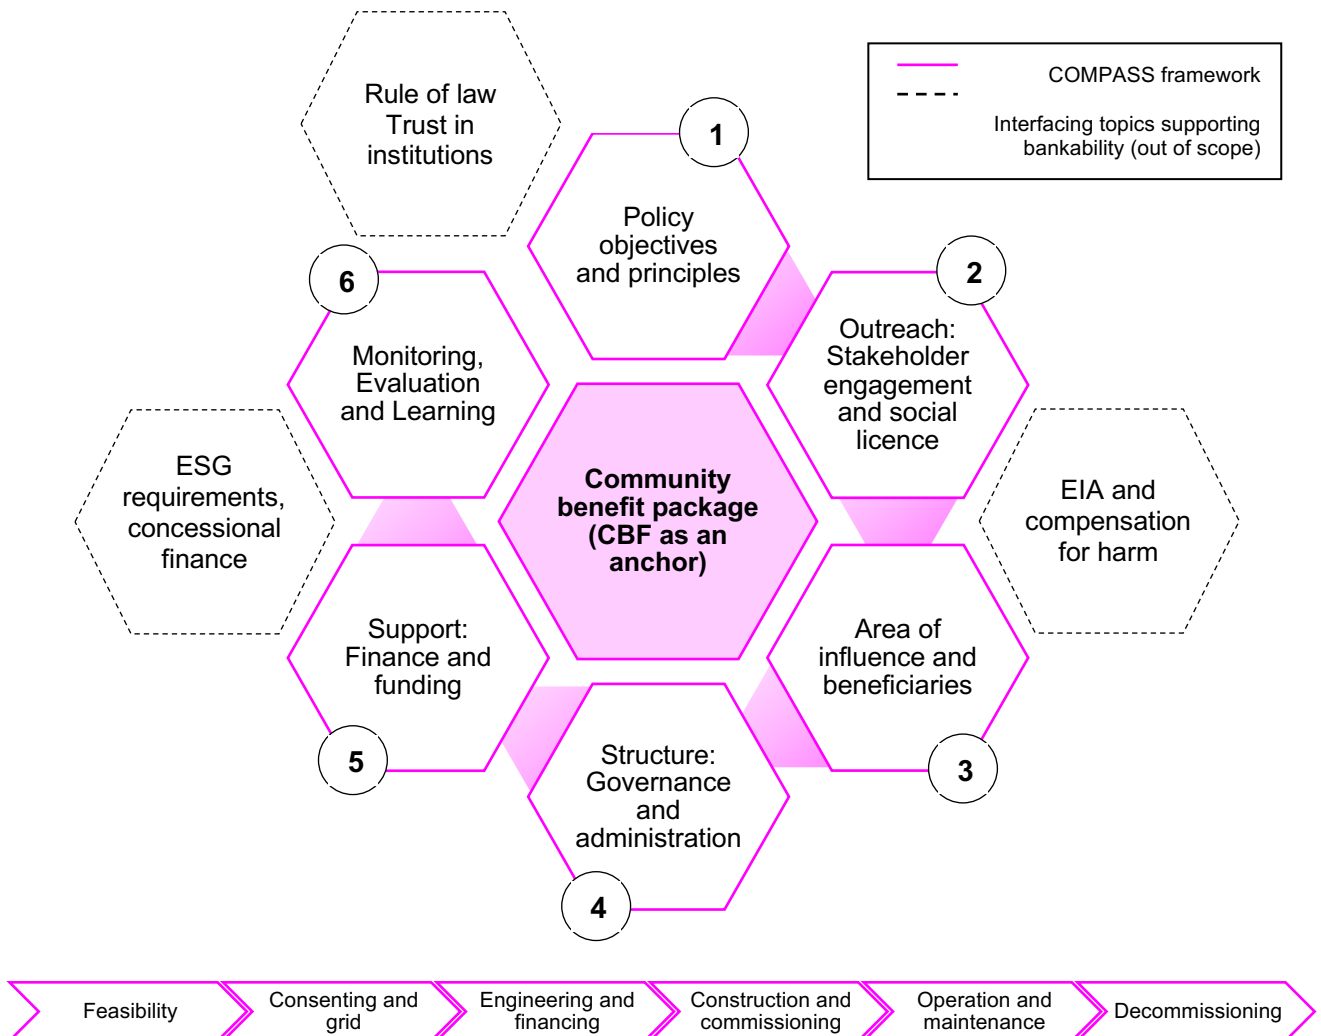 COMPASS framework
Interfacing topics supporting
bankability (out of scope)
Rule of law
Trust in
institutions
1
Policy
objectives
and principles
2
Outreach:
Stakeholder
engagement
and social
licence
6
Monitoring,
Evaluation
and Learning
Community
benefit package
(CBF as an
anchor)
ESG
requirements,
concessional
finance
EIA and
compensation
for harm
Support:
Finance and
funding
5
Area of
influence and
beneficiaries
3
Structure:
Governance
and
administration
4
Feasibility
Consenting and
grid
Engineering and
financing
Construction and
commissioning
Operation and
maintenance
Decommissioning